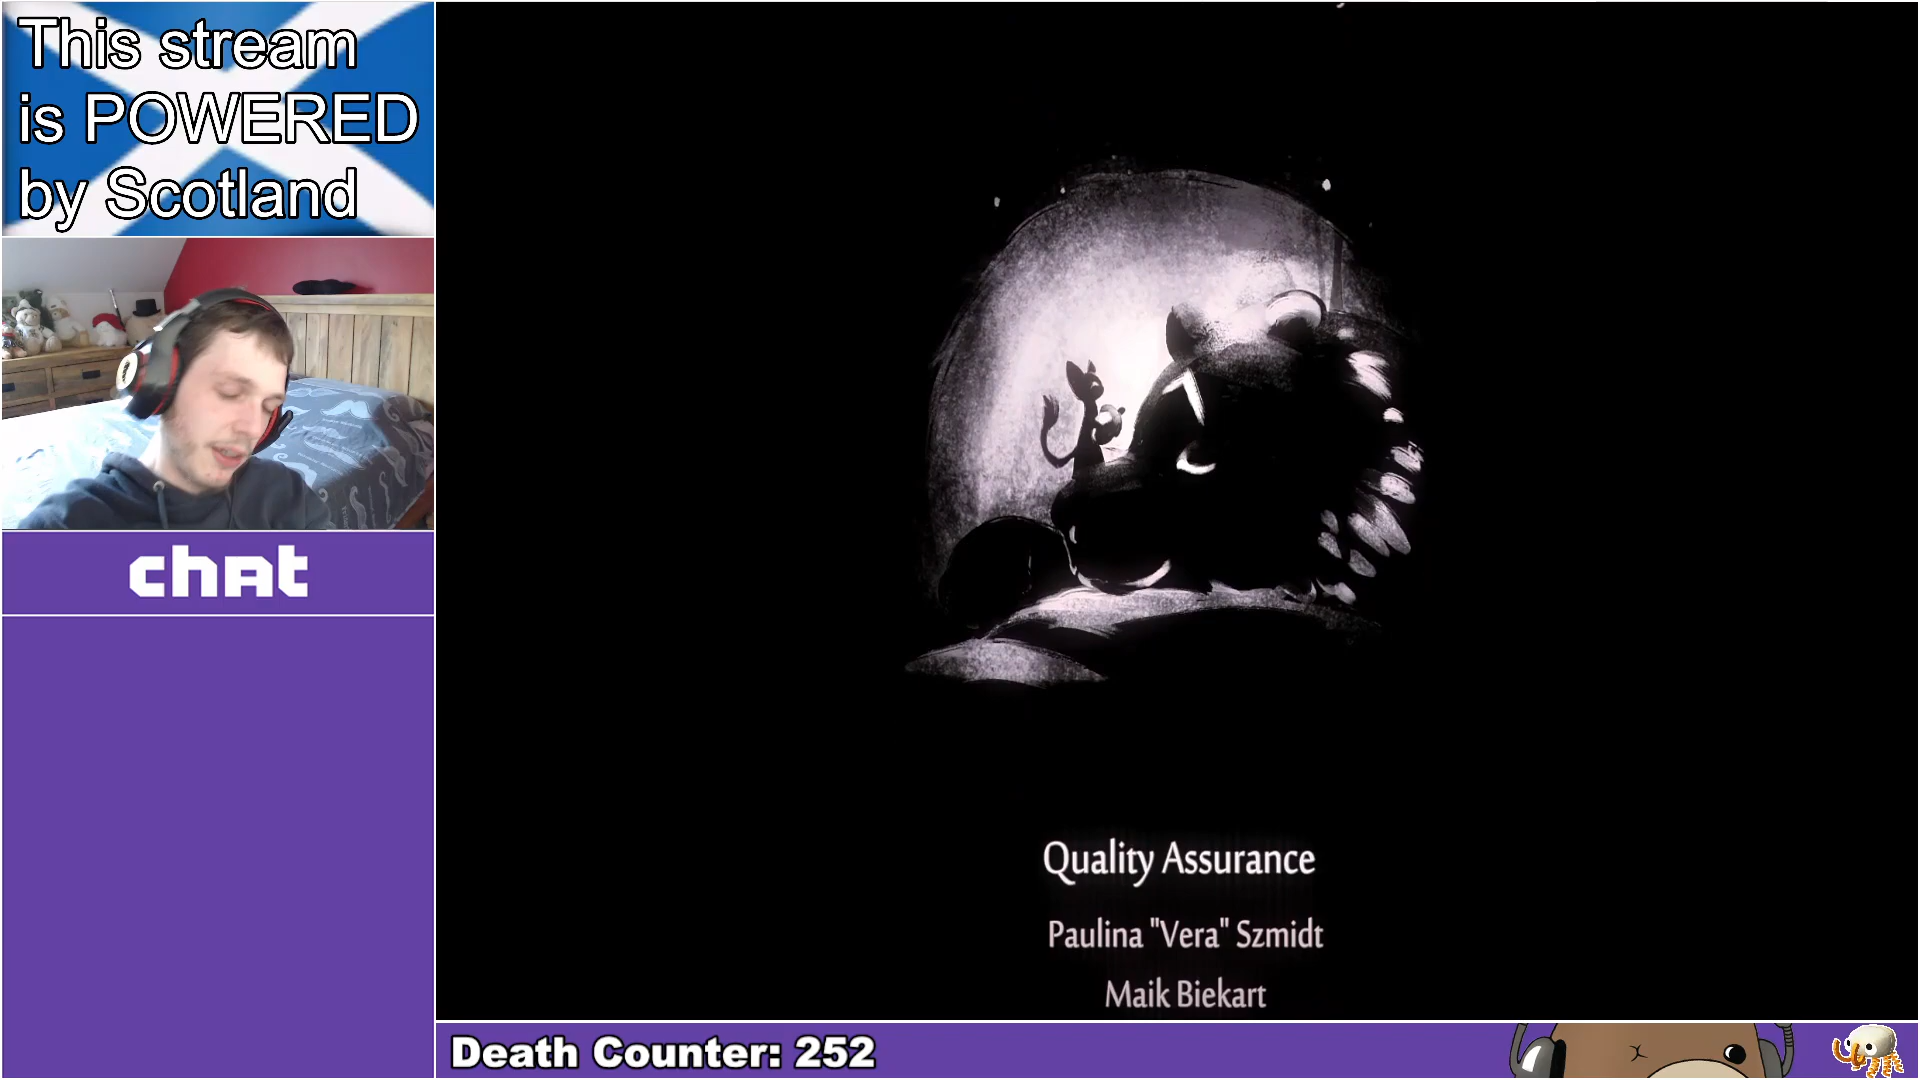 This stream
is POWERED
by Scotland
chat
Quality Assurance
Paulina "Vera" Szmidt
Maik Biekart
Death Counter: 252